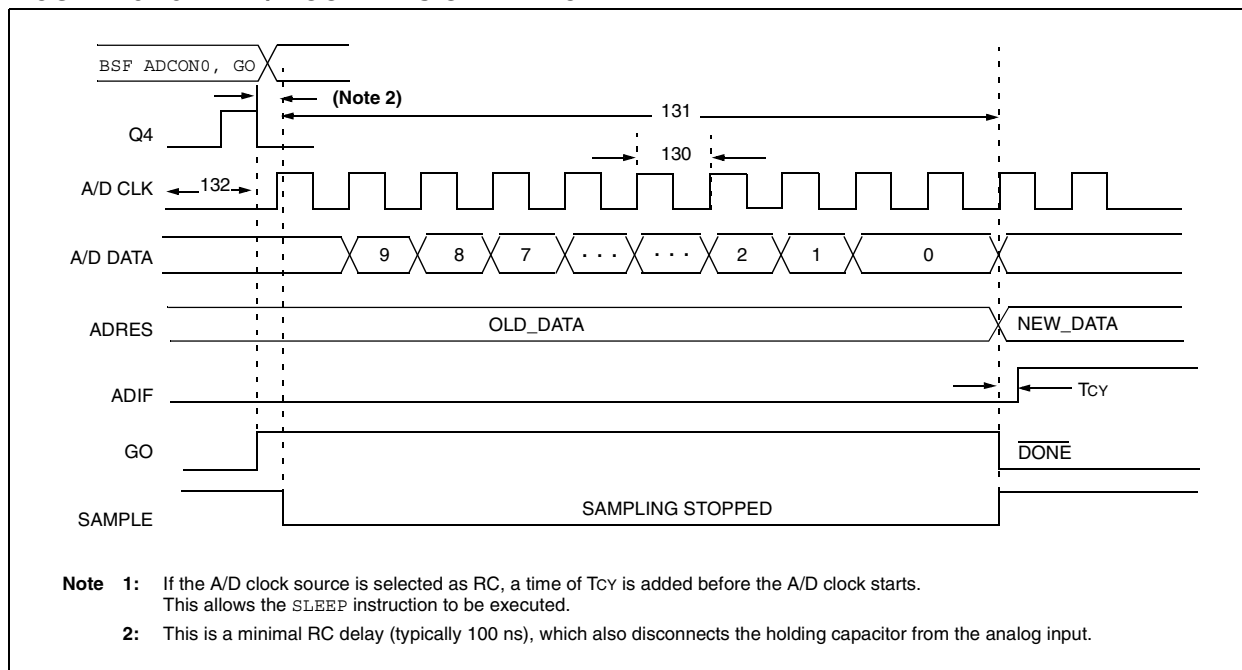 BSF ADCON0, GO
(Note 2)
131
Q4
130
A/D CLK
132
A/D DATA
9 8 7 . . . . . . 2 1 0
ADRES
OLD_DATA
NEW_DATA
ADIF
TCY
GO
DONE
SAMPLE
SAMPLING STOPPED
Note 1: If the A/D clock source is selected as RC, a time of TCY is added before the A/D clock starts.
This allows the SLEEP instruction to be executed.
2: This is a minimal RC delay (typically 100 ns), which also disconnects the holding capacitor from the analog input.